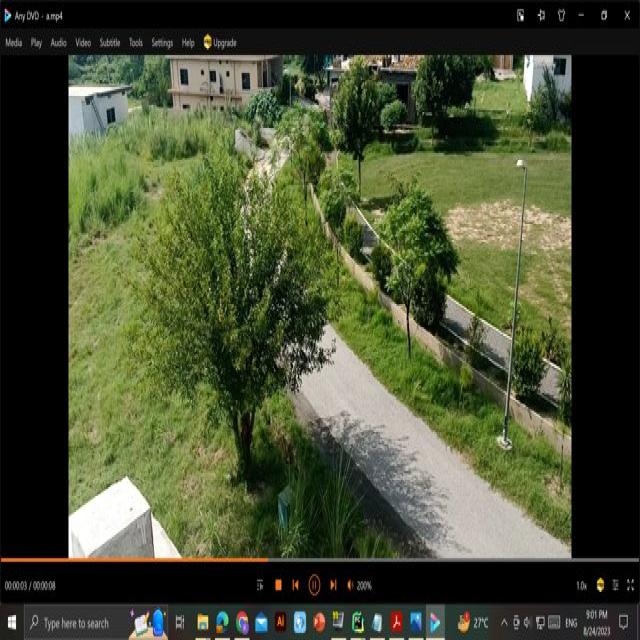 Any DVD - a.mp4
Media Play Audio Video Subtitle Tools Settings Help Upgrade
00:00:03 / 00:00:08
200%
1.0x
Type here to search
27°C
ENG
9:01 PM
8/24/2023